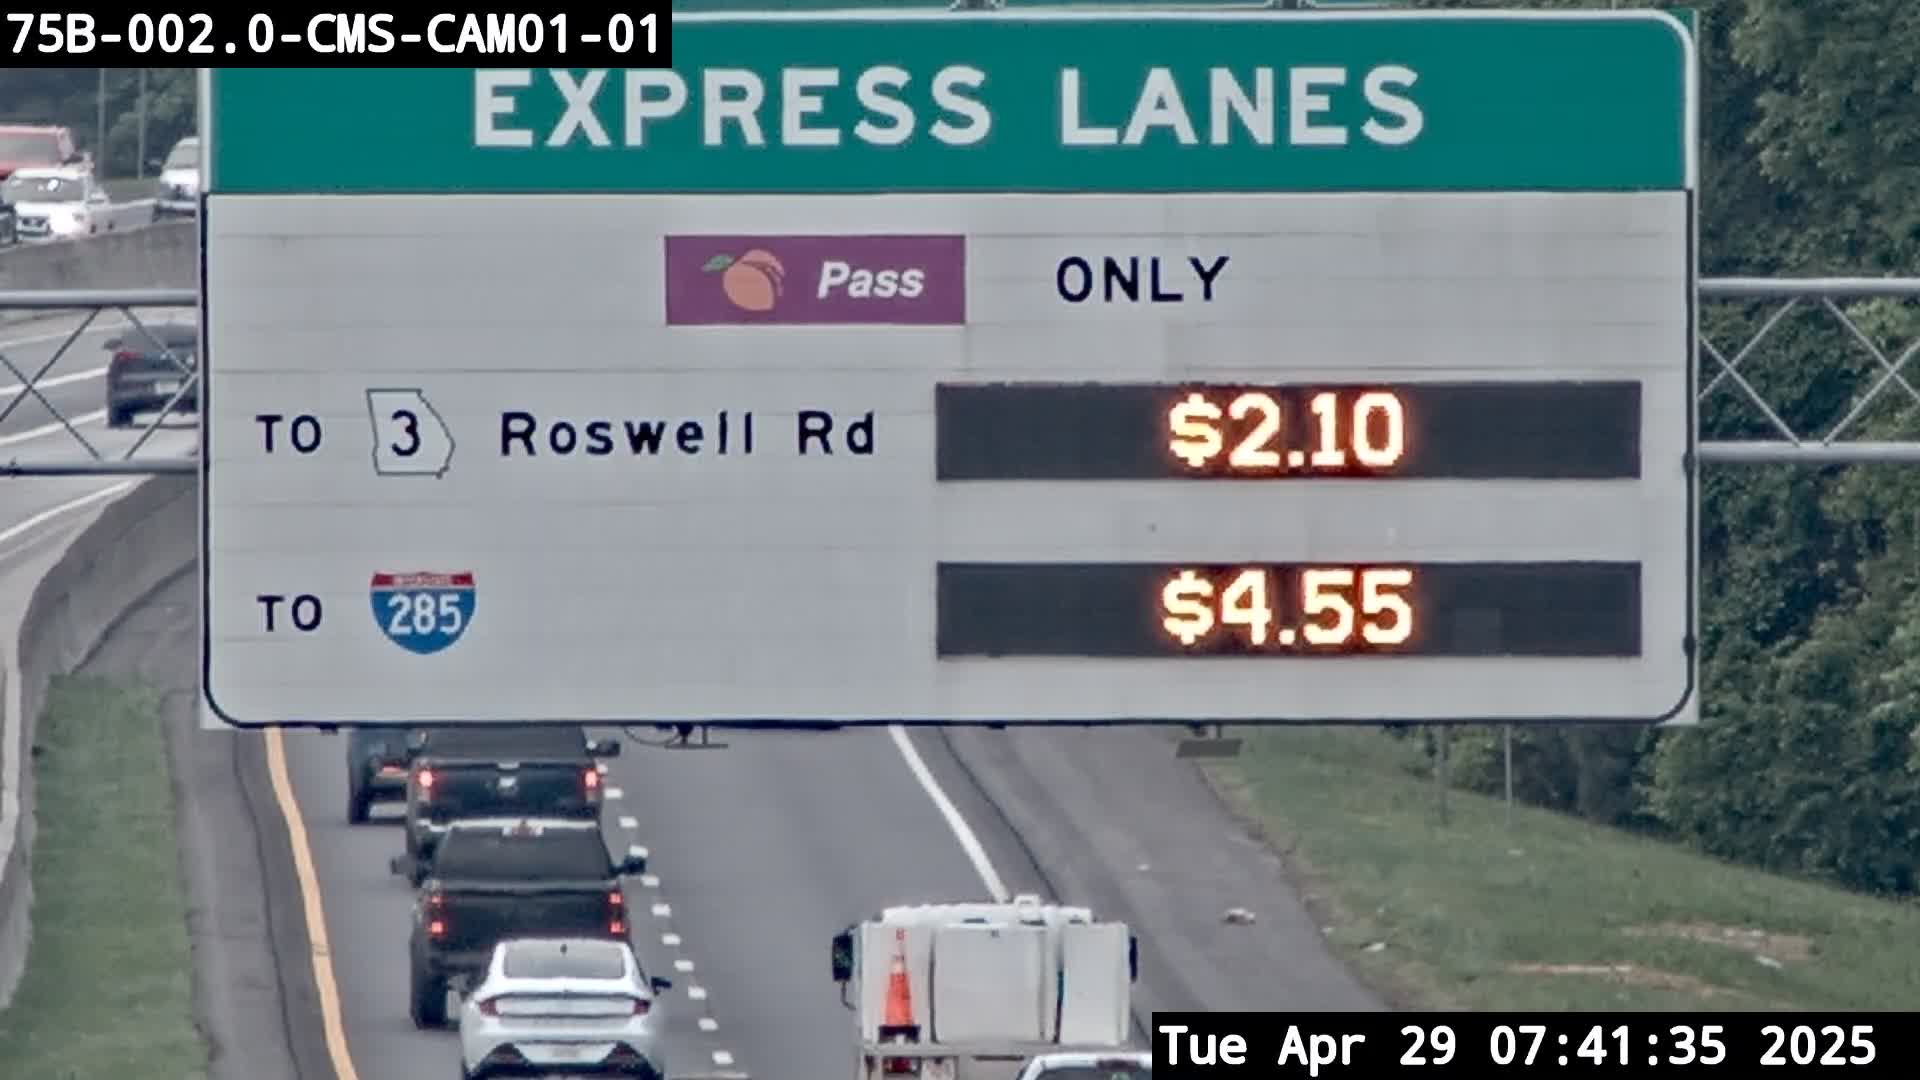 75B-002.0-CMS-CAM01-01
EXPRESS LANES
Pass ONLY
TO 3 Roswell Rd $2.10
TO INTERSTATE 285 $4.55
Tue Apr 29 07:41:35 2025